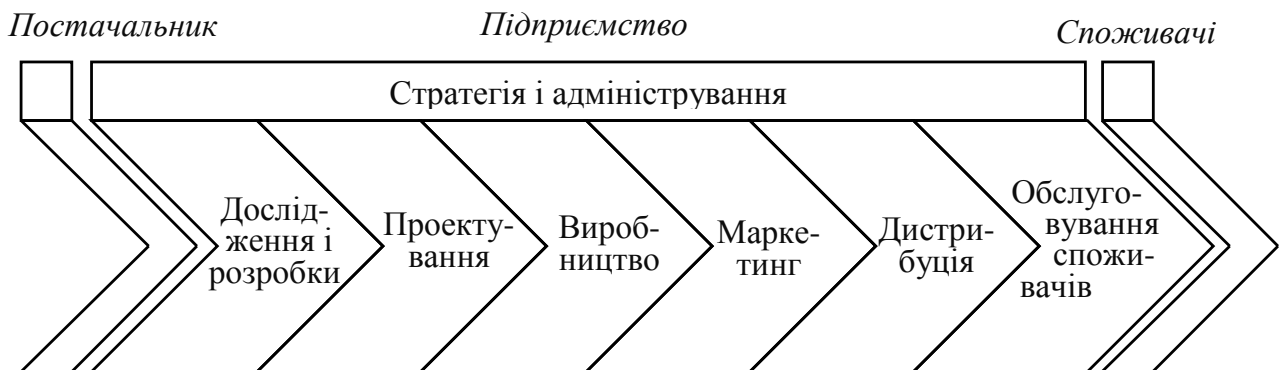 Постачальник
Підприємство
Споживачі
Стратегія і адміністрування
Дослід-
ження і
розробки
Проекту-
вання
Вироб-
ництво
Марке-
тинг
Дистри-
буція
Обслуго-
вування
спожи-
вачів